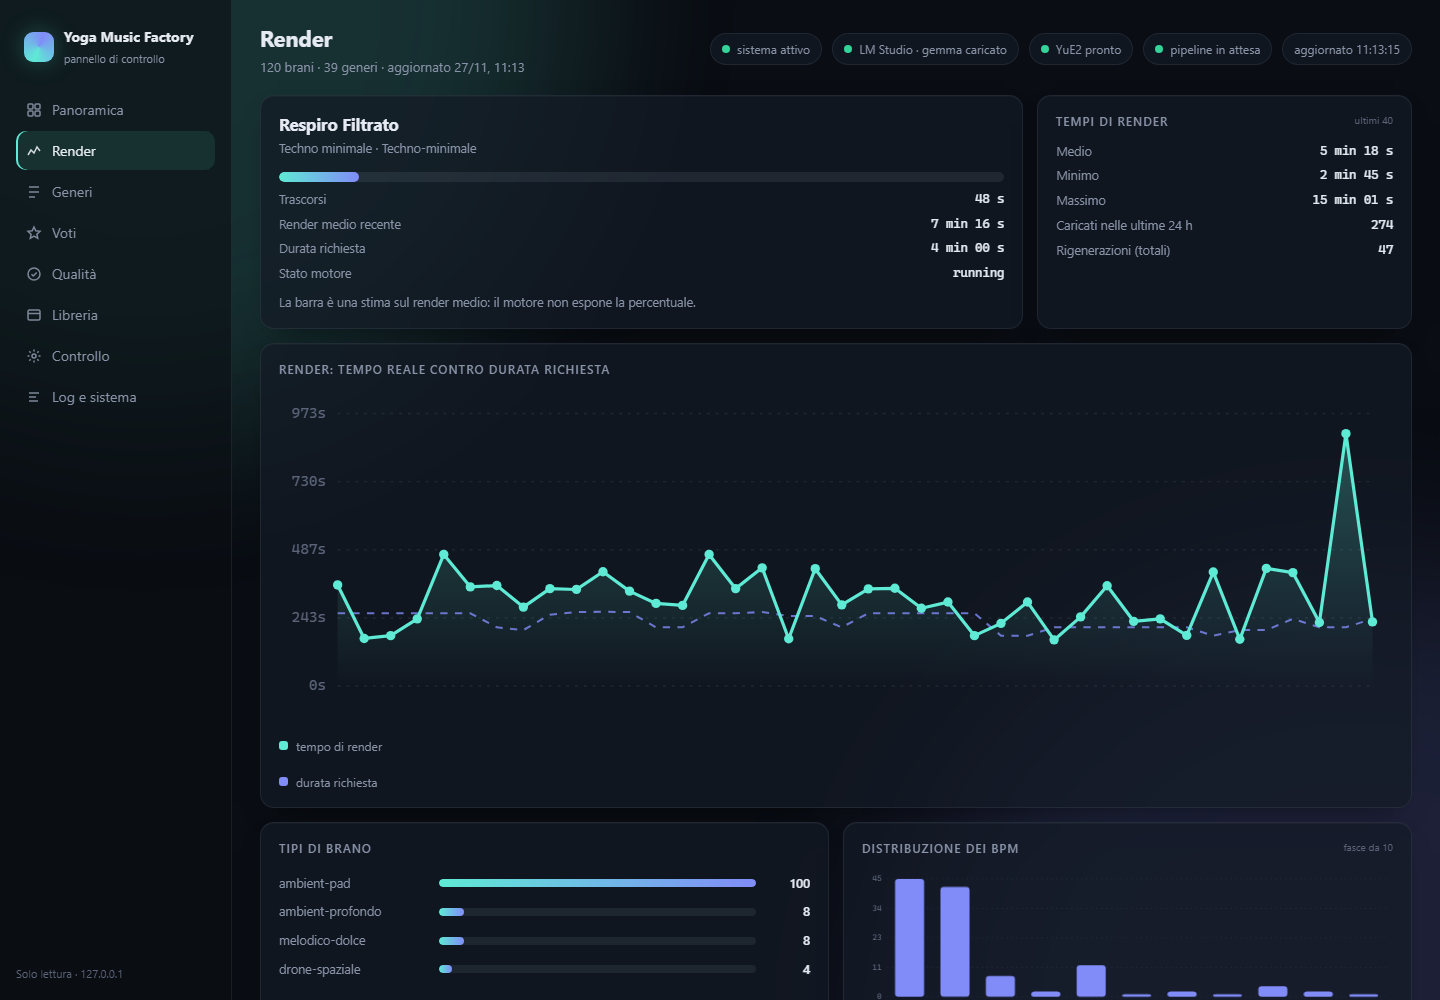 Yoga Music Factory
pannello di controllo
Panoramica
Render
Generi
Voti
Qualità
Libreria
Controllo
Log e sistema
Solo lettura · 127.0.0.1
Render
120 brani · 39 generi · aggiornato 27/11, 11:13
sistema attivo
LM Studio · gemma caricato
YuE2 pronto
pipeline in attesa
aggiornato 11:13:15
Respiro Filtrato
Techno minimale · Techno-minimale
Trascorsi 48 s
Render medio recente 7 min 16 s
Durata richiesta 4 min 00 s
Stato motore running
La barra è una stima sul render medio: il motore non espone la percentuale.
TEMPI DI RENDER ultimi 40
Medio 5 min 18 s
Minimo 2 min 45 s
Massimo 15 min 01 s
Caricati nelle ultime 24 h 274
Rigenerazioni (totali) 47
RENDER: TEMPO REALE CONTRO DURATA RICHIESTA
973s
730s
487s
243s
0s
tempo di render
durata richiesta
TIPI DI BRANO
ambient-pad 100
ambient-profondo 8
melodico-dolce 8
drone-spaziale 4
DISTRIBUZIONE DEI BPM fasce da 10
45
34
23
11
0